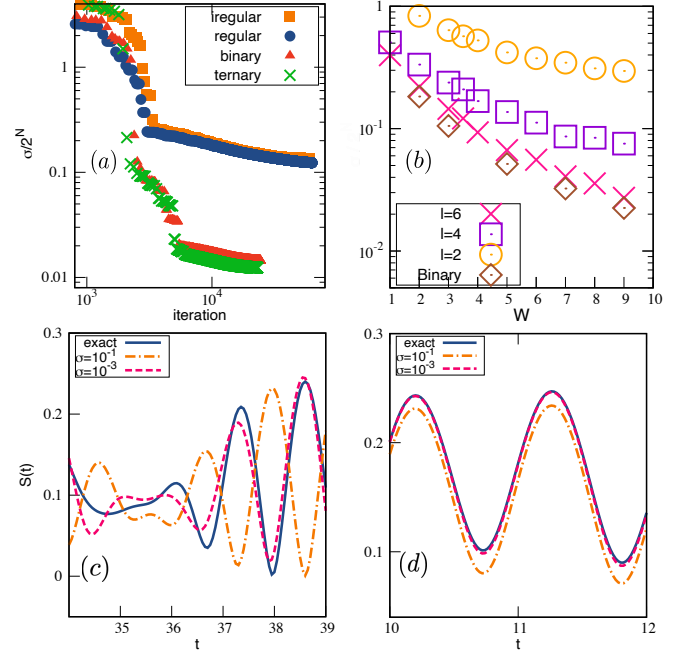 irregular
regular
binary
ternary
1
0.1
0.01
σ/2^N
(a)
10^3
10^4
iteration
10^0
10^-1
10^-2
(b)
l=6
l=4
l=2
Binary
1 2 3 4 5 6 7 8 9 10
W
exact
σ=10^-1
σ=10^-3
0.3
0.2
0.1
0
S(t)
(c)
35 36 37 38 39
t
exact
σ=10^-1
σ=10^-3
0.3
0.2
0.1
(d)
10 11 12
t